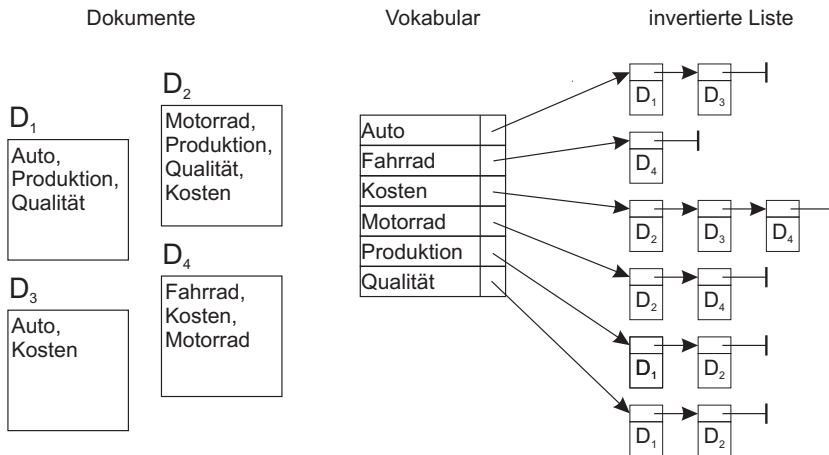 Dokumente
Vokabular
invertierte Liste
D1
Auto,
Produktion,
Qualität
D2
Motorrad,
Produktion,
Qualität,
Kosten
D3
Auto,
Kosten
D4
Fahrrad,
Kosten,
Motorrad
Auto
Fahrrad
Kosten
Motorrad
Produktion
Qualität
D1 D3
D4
D2 D3 D4
D2 D4
D1 D2
D1 D2